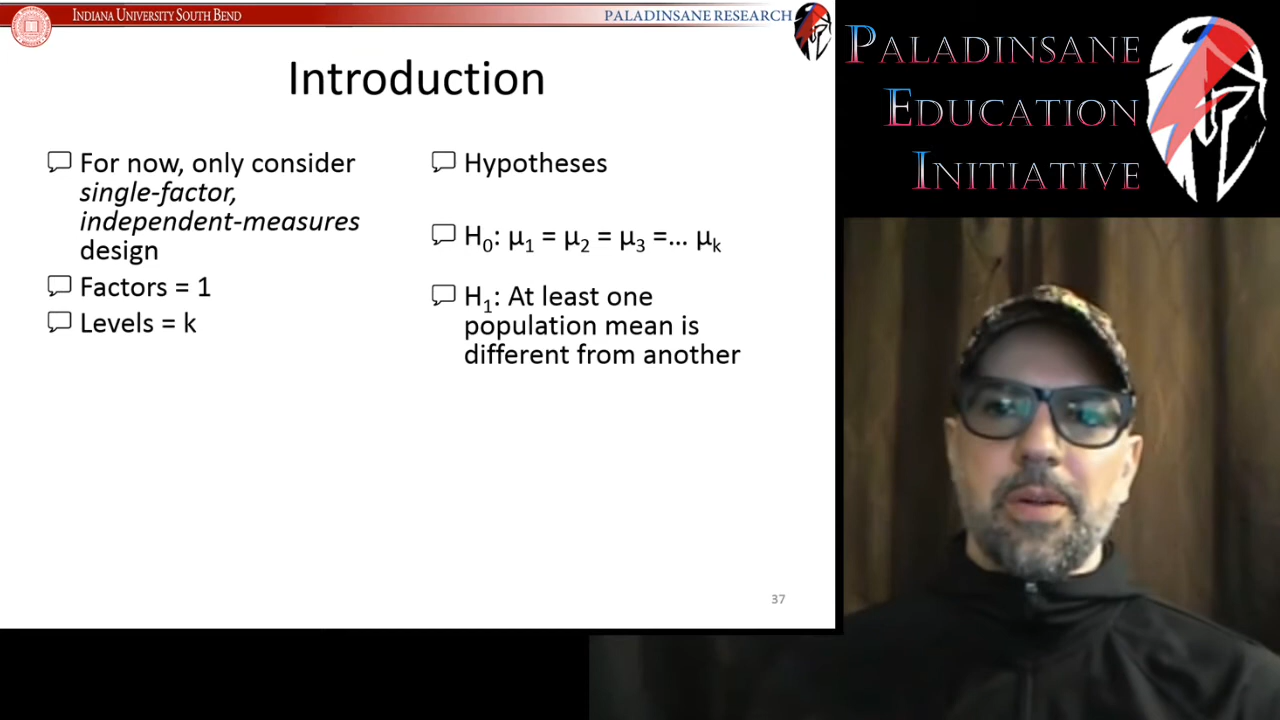 INDIANA UNIVERSITY SOUTH BEND
PALADINSANE RESEARCH
PALADINSANE
EDUCATION
INITIATIVE
Introduction
For now, only consider
single-factor,
independent-measures
design
Factors = 1
Levels = k
Hypotheses
H₀: μ₁ = μ₂ = μ₃ =... μₖ
H₁: At least one
population mean is
different from another
37